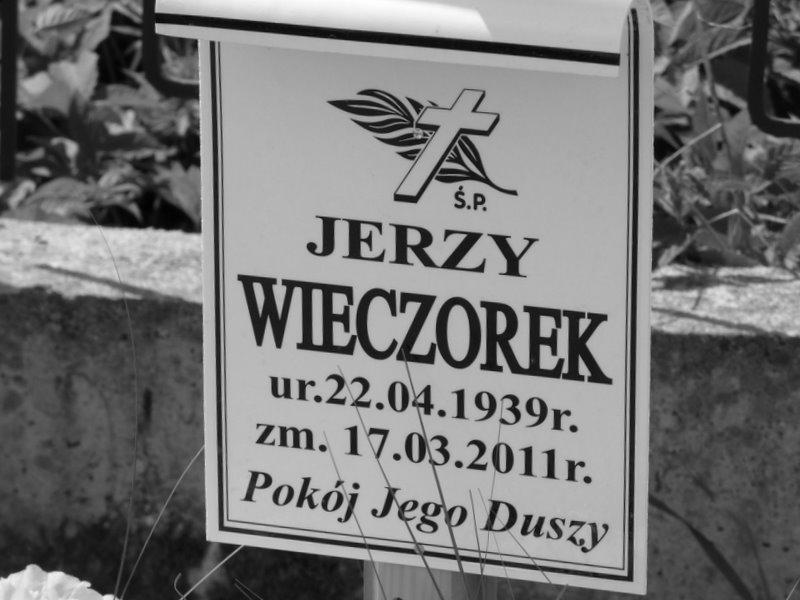 Ś.P.
JERZY
WIECZOREK
ur.22.04.1939r.
zm. 17.03.2011r.
Pokój Jego Duszy